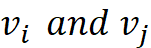 v_i and v_j